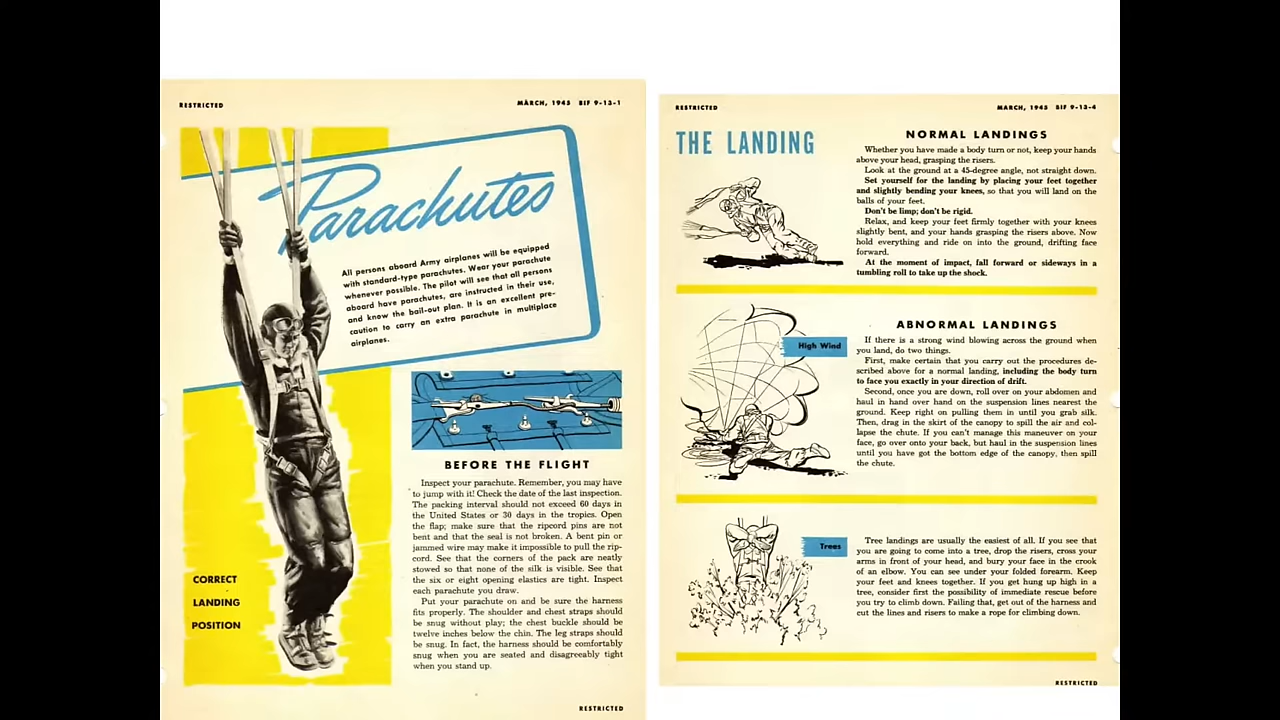 RESTRICTED
MARCH, 1945 BIF 9-13-1
Parachutes
All persons aboard Army airplanes will be equipped
with standard-type parachutes. Wear your parachute
whenever possible. The pilot will see that all persons
aboard have parachutes, are instructed in their use,
and know the bail-out plan. It is an excellent pre-
caution to carry an extra parachute in multiplace
airplanes.
CORRECT
LANDING
POSITION
BEFORE THE FLIGHT
Inspect your parachute. Remember, you may have
to jump with it! Check the date of the last inspection.
The packing interval should not exceed 60 days in
the United States or 30 days in the tropics. Open
the flap; make sure that the ripcord pins are not
bent and that the seal is not broken. A bent pin or
jammed wire may make it impossible to pull the rip-
cord. See that the corners of the pack are neatly
stowed so that none of the silk is visible. See that
the six or eight opening elastics are tight. Inspect
each parachute you draw.
Put your parachute on and be sure the harness
fits properly. The shoulder and chest straps should
be snug without play; the chest buckle should be
twelve inches below the chin. The leg straps should
be snug. In fact, the harness should be comfortably
snug when you are seated and disagreeably tight
when you stand up.
RESTRICTED
RESTRICTED
MARCH, 1945 BIF 9-13-4
THE LANDING
NORMAL LANDINGS
Whether you have made a body turn or not, keep your hands
above your head, grasping the risers.
Look at the ground at a 45-degree angle, not straight down.
Set yourself for the landing by placing your feet together
and slightly bending your knees, so that you will land on the
balls of your feet.
Don't be limp; don't be rigid.
Relax, and keep your feet firmly together with your knees
slightly bent, and your hands grasping the risers above. Now
hold everything and ride on into the ground, drifting face
forward.
At the moment of impact, fall forward or sideways in a
tumbling roll to take up the shock.
High Wind
ABNORMAL LANDINGS
If there is a strong wind blowing across the ground when
you land, do two things.
First, make certain that you carry out the procedures de-
scribed above for a normal landing, including the body turn
to face you exactly in your direction of drift.
Second, once you are down, roll over on your abdomen and
haul in hand over hand on the suspension lines nearest the
ground. Keep right on pulling them in until you grab silk.
Then, drag in the skirt of the canopy to spill the air and col-
lapse the chute. If you can't manage this maneuver on your
face, go over onto your back, but haul in the suspension lines
until you have got the bottom edge of the canopy, then spill
the chute.
Trees
Tree landings are usually the easiest of all. If you see that
you are going to come into a tree, drop the risers, cross your
arms in front of your head, and bury your face in the crook
of an elbow. You can see under your folded forearm. Keep
your feet and knees together. If you get hung up high in a
tree, consider first the possibility of immediate rescue before
you try to climb down. Failing that, get out of the harness and
cut the lines and risers to make a rope for climbing down.
RESTRICTED